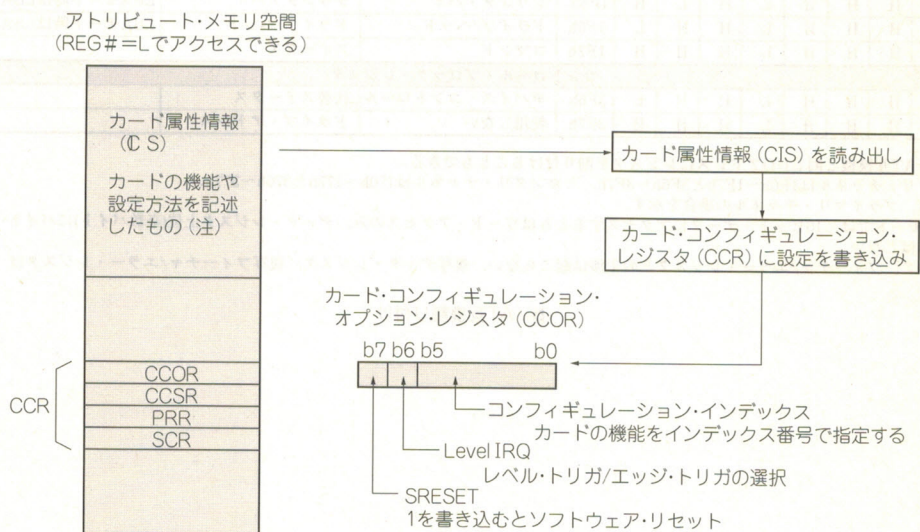 アトリビュート・メモリ空間
(REG#=Lでアクセスできる)
カード属性情報
(C S)
カードの機能や
設定方法を記述
したもの(注)
カード属性情報(CIS)を読み出し
カード・コンフィギュレーション・
レジスタ(CCR)に設定を書き込み
カード・コンフィギュレーション・
オプション・レジスタ(CCOR)
b7 b6 b5 b0
CCR
CCOR
CCSR
PRR
SCR
コンフィギュレーション・インデックス
カードの機能をインデックス番号で指定する
Level IRQ
レベル・トリガ/エッジ・トリガの選択
SRESET
1を書き込むとソフトウェア・リセット